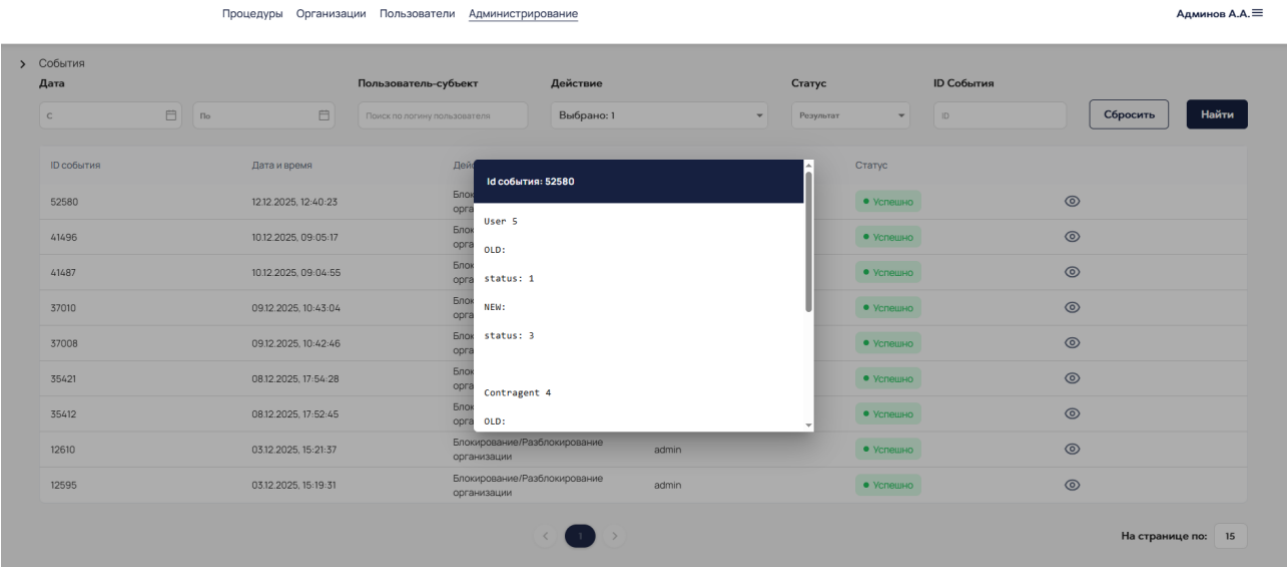 Процедуры Организации Пользователи Администрирование Админов А.А.
События
Дата Пользователь-субъект Действие Статус ID События
С По Поиск по логину пользователя Выбрано: 1 Результат ID Сбросить Найти
ID события Дата и время Статус
52580 12.12.2025, 12:40:23 Успешно
41496 10.12.2025, 09:05:17 Успешно
41487 10.12.2025, 09:04:55 Успешно
37010 09.12.2025, 10:43:04 Успешно
37008 09.12.2025, 10:42:46 Успешно
35421 08.12.2025, 17:54:28 Успешно
35412 08.12.2025, 17:52:45 Успешно
12610 03.12.2025, 15:21:37 Блокирование/Разблокирование организации admin Успешно
12595 03.12.2025, 15:19:31 Блокирование/Разблокирование организации admin Успешно
Id события: 52580
User 5
OLD:
status: 1
NEW:
status: 3
Contragent 4
OLD:
1
На странице по: 15